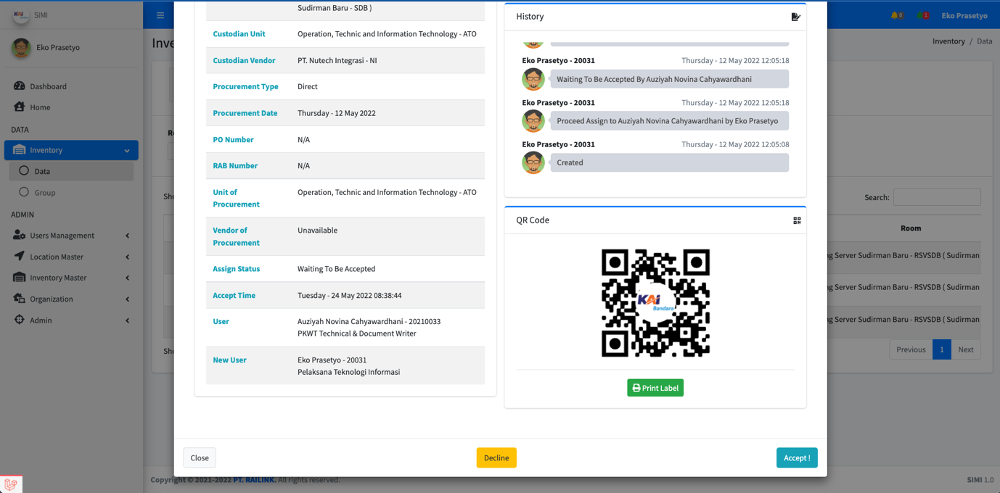 SIMI
Eko Prasetyo
Dashboard
Home
DATA
Inventory
Data
Group
ADMIN
Users Management
Location Master
Inventory Master
Organization
Admin
0
1
Eko Prasetyo
Inve
Inventory / Data
Sho
Search:
Room
ng Server Sudirman Baru - RSVSDB ( Sudirman
ng Server Sudirman Baru - RSVSDB ( Sudirman
ng Server Sudirman Baru - RSVSDB ( Sudirman
Sho
Previous 1 Next
Sudirman Baru - SDB )
Custodian Unit Operation, Technic and Information Technology - ATO
Custodian Vendor PT. Nutech Integrasi - NI
Procurement Type Direct
Procurement Date Thursday - 12 May 2022
PO Number N/A
RAB Number N/A
Unit of Operation, Technic and Information Technology - ATO
Procurement
Vendor of Unavailable
Procurement
Assign Status Waiting To Be Accepted
Accept Time Tuesday - 24 May 2022 08:38:44
User Auziyah Novina Cahyawardhani - 20210033
PKWT Technical & Document Writer
New User Eko Prasetyo - 20031
Pelaksana Teknologi Informasi
History
Eko Prasetyo - 20031 Thursday - 12 May 2022 12:05:18
Waiting To Be Accepted By Auziyah Novina Cahyawardhani
Eko Prasetyo - 20031 Thursday - 12 May 2022 12:05:18
Proceed Assign to Auziyah Novina Cahyawardhani by Eko Prasetyo
Eko Prasetyo - 20031 Thursday - 12 May 2022 12:05:08
Created
QR Code
KAI
Bandara
Print Label
Close
Decline
Accept !
Copyright © 2021-2022 PT. RAILINK. All rights reserved.
SIMI 1.0